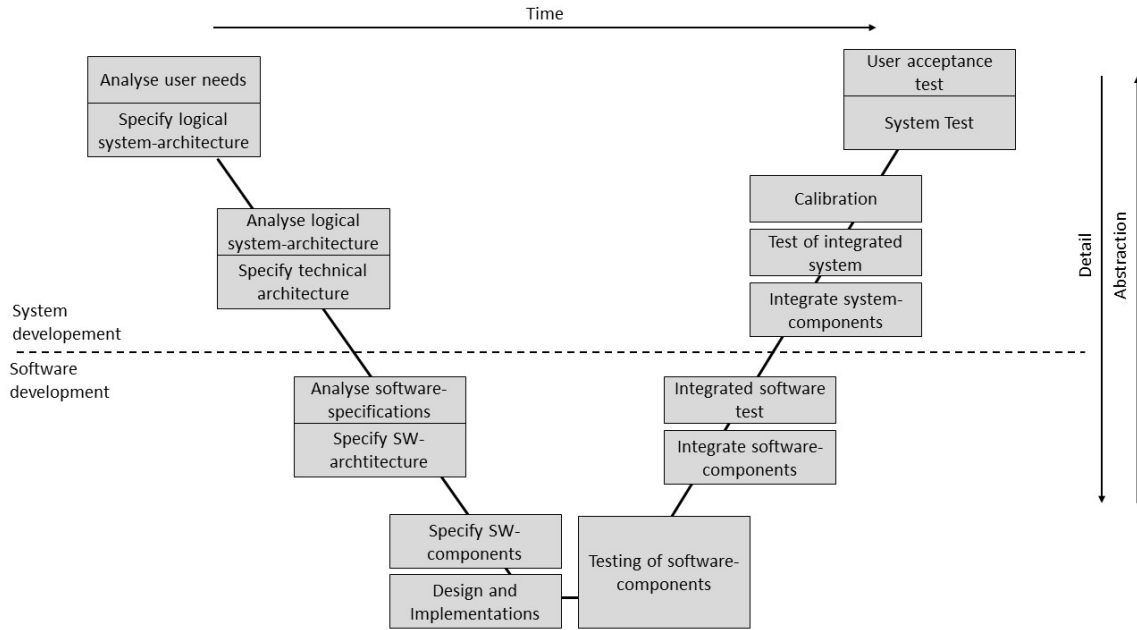 Time
Analyse user needs
Specify logical
system-architecture
Analyse logical
system-architecture
Specify technical
architecture
System
developement
Software
development
Analyse software-
specifications
Specify SW-
archtitecture
Specify SW-
components
Design and
Implementations
Testing of software-
components
Integrate software-
components
Integrated software
test
Integrate system-
components
Test of integrated
system
Calibration
System Test
User acceptance
test
Detail
Abstraction